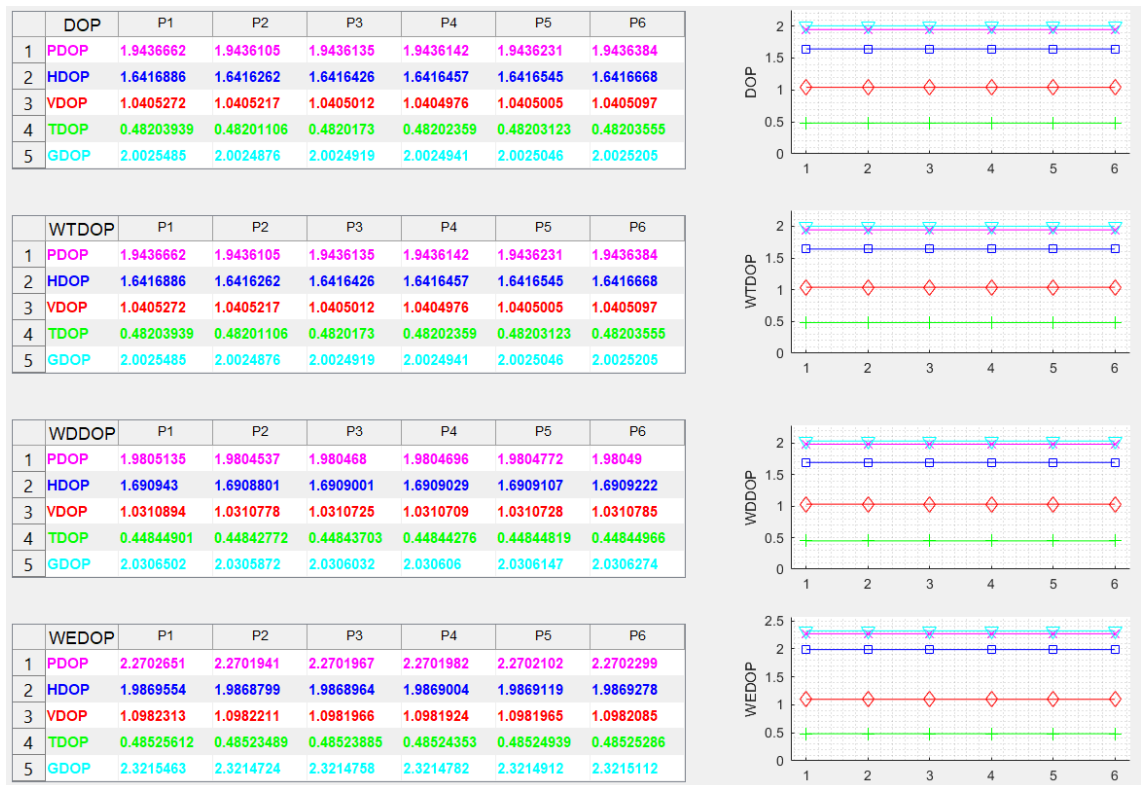 DOP P1 P2 P3 P4 P5 P6
1 PDOP 1.9436662 1.9436105 1.9436135 1.9436142 1.9436231 1.9436384
2 HDOP 1.6416886 1.6416262 1.6416426 1.6416457 1.6416545 1.6416668
3 VDOP 1.0405272 1.0405217 1.0405012 1.0404976 1.0405005 1.0405097
4 TDOP 0.48203939 0.48201106 0.4820173 0.48202359 0.48203123 0.48203555
5 GDOP 2.0025485 2.0024876 2.0024919 2.0024941 2.0025046 2.0025205
DOP
2
1.5
1
0.5
0
1 2 3 4 5 6
WTDOP P1 P2 P3 P4 P5 P6
1 PDOP 1.9436662 1.9436105 1.9436135 1.9436142 1.9436231 1.9436384
2 HDOP 1.6416886 1.6416262 1.6416426 1.6416457 1.6416545 1.6416668
3 VDOP 1.0405272 1.0405217 1.0405012 1.0404976 1.0405005 1.0405097
4 TDOP 0.48203939 0.48201106 0.4820173 0.48202359 0.48203123 0.48203555
5 GDOP 2.0025485 2.0024876 2.0024919 2.0024941 2.0025046 2.0025205
WTDOP
2
1.5
1
0.5
0
1 2 3 4 5 6
WDDOP P1 P2 P3 P4 P5 P6
1 PDOP 1.9805135 1.9804537 1.980468 1.9804696 1.9804772 1.98049
2 HDOP 1.690943 1.6908801 1.6909001 1.6909029 1.6909107 1.6909222
3 VDOP 1.0310894 1.0310778 1.0310725 1.0310709 1.0310728 1.0310785
4 TDOP 0.44844901 0.44842772 0.44843703 0.44844276 0.44844819 0.44844966
5 GDOP 2.0306502 2.0305872 2.0306032 2.030606 2.0306147 2.0306274
WDDOP
2
1.5
1
0.5
0
1 2 3 4 5 6
WEDOP P1 P2 P3 P4 P5 P6
1 PDOP 2.2702651 2.2701941 2.2701967 2.2701982 2.2702102 2.2702299
2 HDOP 1.9869554 1.9868799 1.9868964 1.9869004 1.9869119 1.9869278
3 VDOP 1.0982313 1.0982211 1.0981966 1.0981924 1.0981965 1.0982085
4 TDOP 0.48525612 0.48523489 0.48523885 0.48524353 0.48524939 0.48525286
5 GDOP 2.3215463 2.3214724 2.3214758 2.3214782 2.3214912 2.3215112
WEDOP
2.5
2
1.5
1
0.5
0
1 2 3 4 5 6